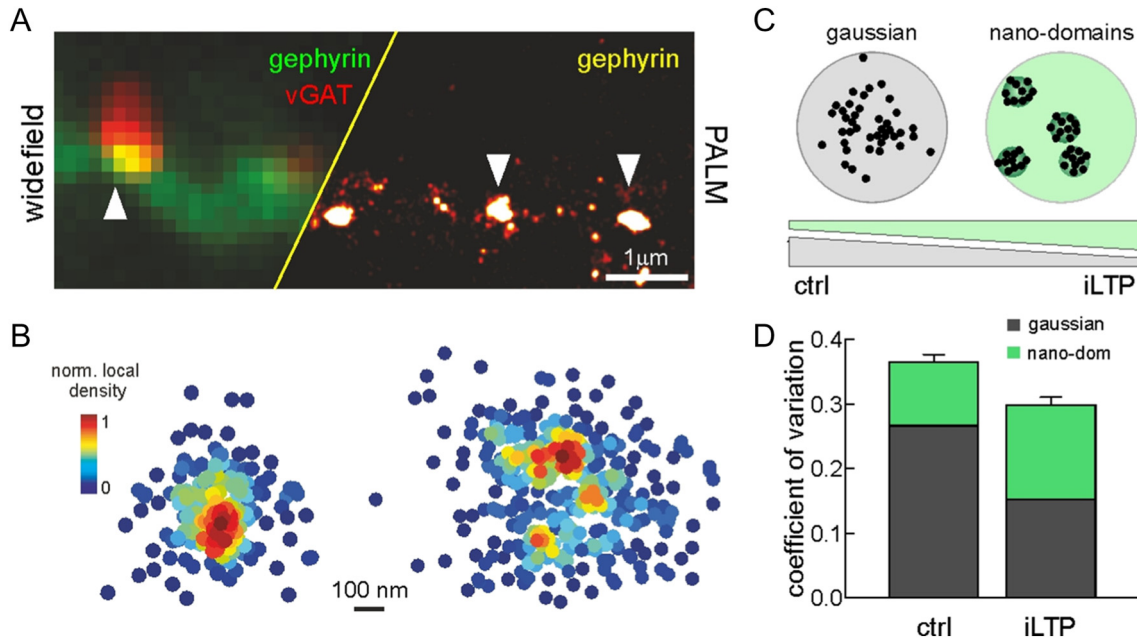 A
widefield
gephyrin
vGAT
gephyrin
PALM
1μm
B
norm. local
density
1
0
100 nm
C
gaussian
nano-domains
ctrl
iLTP
D
coefficient of variation
0.4
0.3
0.2
0.1
0.0
gaussian
nano-dom
ctrl
iLTP